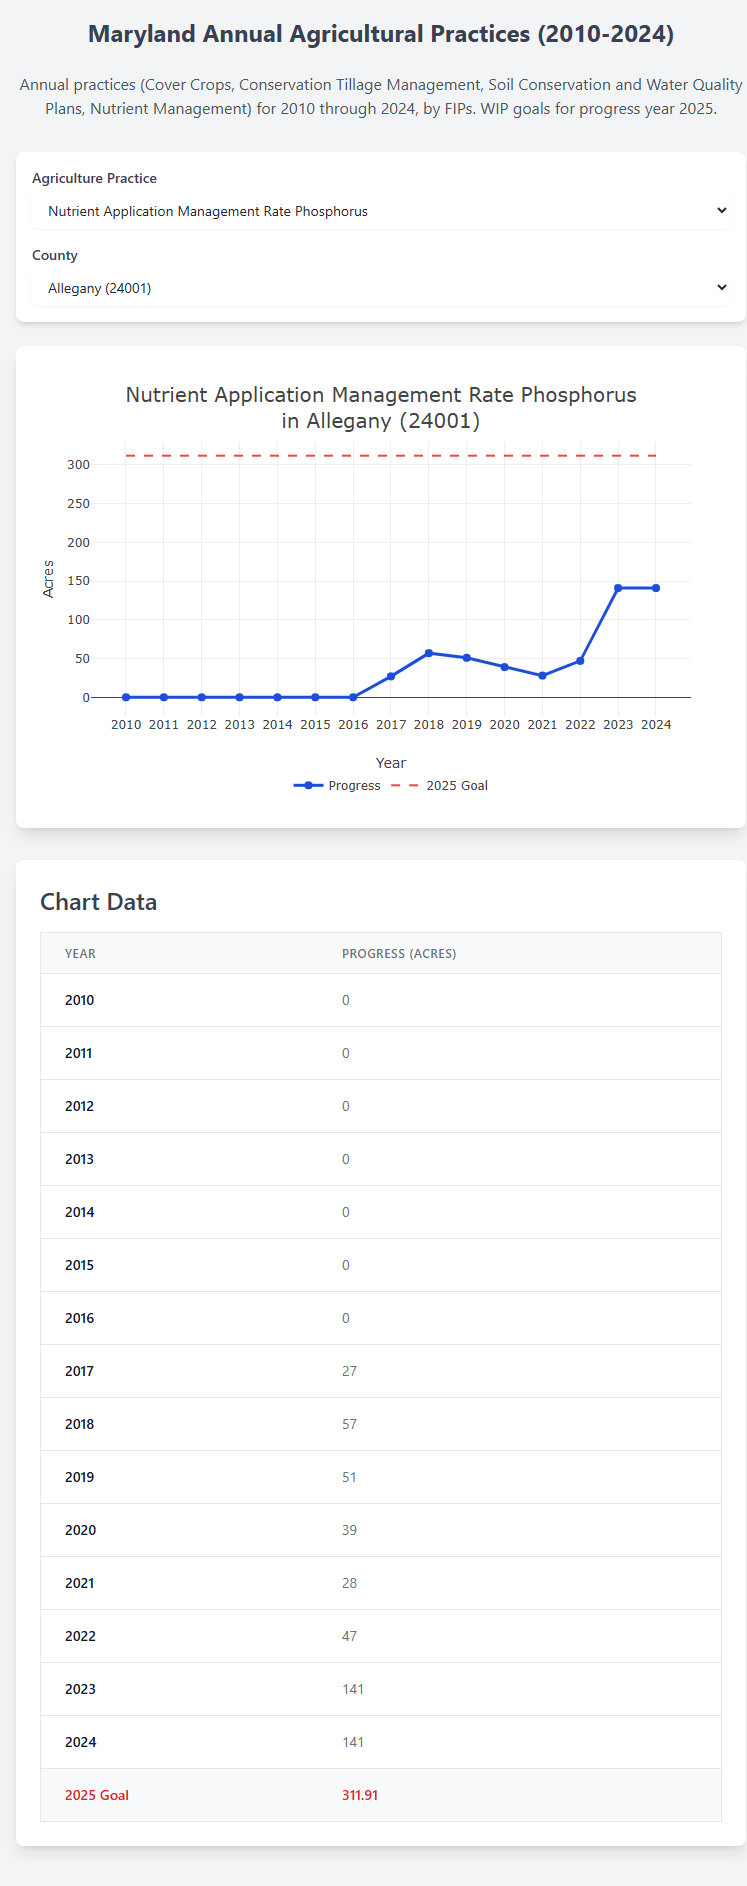 Maryland Annual Agricultural Practices (2010-2024)
Annual practices (Cover Crops, Conservation Tillage Management, Soil Conservation and Water Quality
Plans, Nutrient Management) for 2010 through 2024, by FIPs. WIP goals for progress year 2025.
Agriculture Practice
Nutrient Application Management Rate Phosphorus
County
Allegany (24001)
Nutrient Application Management Rate Phosphorus
in Allegany (24001)
300
250
200
150
100
50
0
Acres
2010 2011 2012 2013 2014 2015 2016 2017 2018 2019 2020 2021 2022 2023 2024
Year
Progress 2025 Goal
Chart Data
YEAR PROGRESS (ACRES)
2010 0
2011 0
2012 0
2013 0
2014 0
2015 0
2016 0
2017 27
2018 57
2019 51
2020 39
2021 28
2022 47
2023 141
2024 141
2025 Goal 311.91